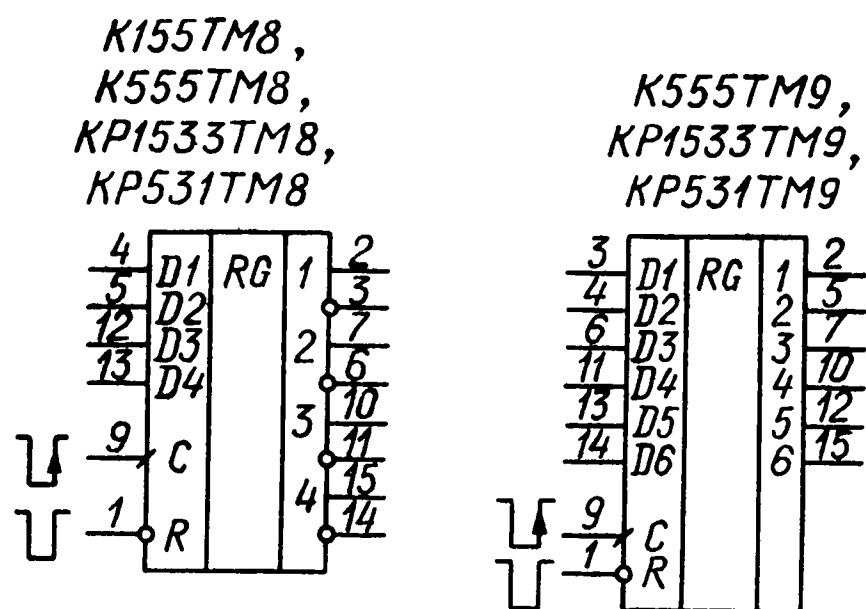 К155ТМ8,
К555ТМ8,
КР1533ТМ8,
КР531ТМ8
4 D1 RG 1 2
5 D2 3
12 D3 2 7
13 D4 6
3 10
9 C 11
4 15
1 R 14
К555ТМ9,
КР1533ТМ9,
КР531ТМ9
3 D1 RG 1 2
4 D2 2 5
6 D3 3 7
11 D4 4 10
13 D5 5 12
14 D6 6 15
9 C
1 R